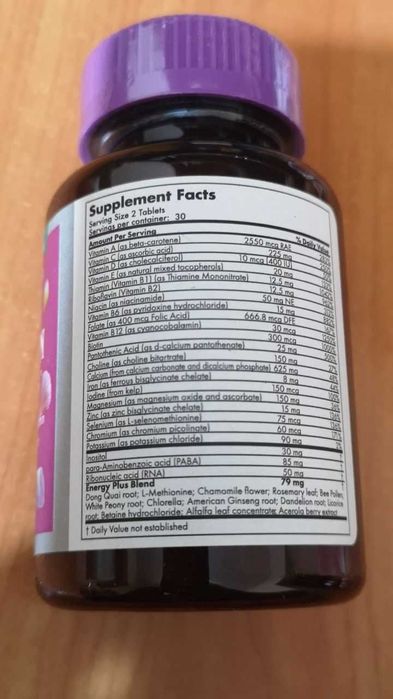 Supplement Facts
Serving Size 2 Tablets
Servings per container: 30
Amount Per Serving % Daily Value
Vitamin A (as beta-carotene) 2550 mcg RAE
Vitamin C (as ascorbic acid) 225 mg
Vitamin D (as cholecalciferol) 10 mcg (400 IU)
Vitamin E (as natural mixed tocopherols) 20 mg
Thiamin (Vitamin B1) (as Thiamine Mononitrate) 12.5 mg
Riboflavin (Vitamin B2) 12.5 mg
Niacin (as niacinamide) 50 mg NE
Vitamin B6 (as pyridoxine hydrochloride) 15 mg
Folate (as 400 mcg Folic Acid) 666.8 mcg DFE
Vitamin B12 (as cyanocobalamin) 30 mcg
Biotin 300 mcg
Pantothenic Acid (as d-calcium pantothenate) 25 mg
Choline (as choline bitartrate) 150 mg
Calcium (from calcium carbonate and dicalcium phosphate) 625 mg
Iron (as ferrous bisglycinate chelate) 8 mg
Iodine (from kelp) 150 mcg
Magnesium (as magnesium oxide and ascorbate) 150 mg
Zinc (as zinc bisglycinate chelate) 15 mg
Selenium (as L-selenomethionine) 75 mcg
Chromium (as chromium picolinate) 60 mcg
Potassium (as potassium chloride) 90 mg
Inositol 30 mg
para-Aminobenzoic acid (PABA) 85 mg
Ribonucleic acid (RNA) 50 mg
Energy Plus Blend 79 mg
Dong Quai root; L-Methionine; Chamomile flower; Rosemary leaf; Bee Pollen;
White Peony root; Chlorella; American Ginseng root; Dandelion root; Licorice
root; Betaine hydrochloride; Alfalfa leaf concentrate; Acerola berry extract
† Daily Value not established